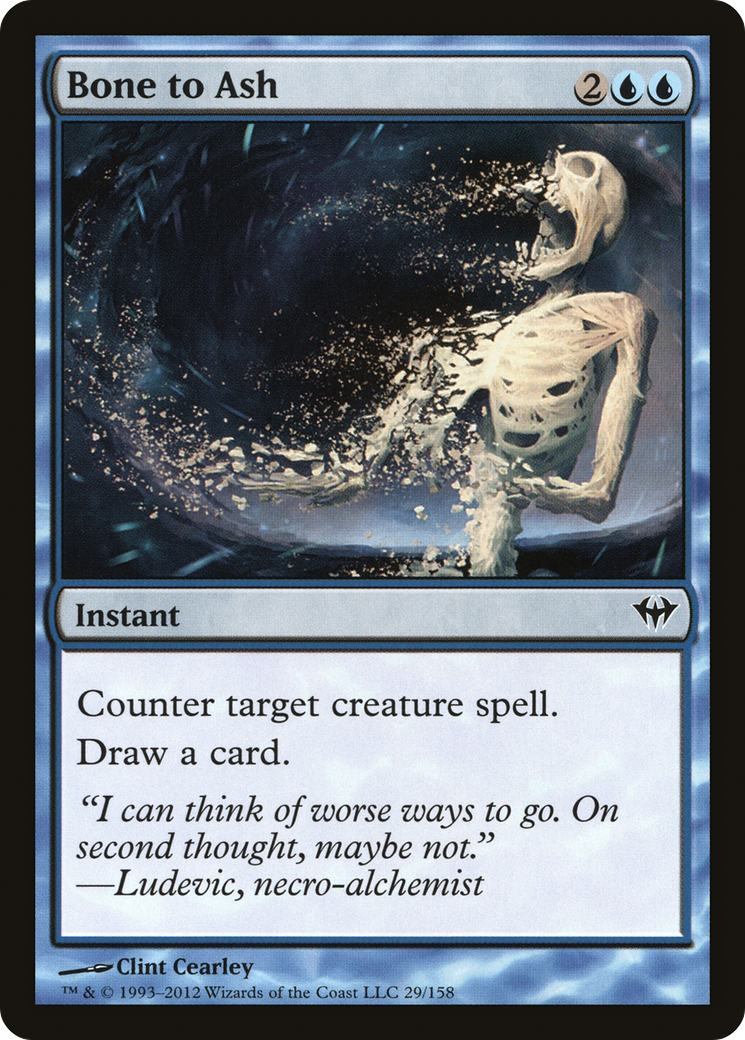 Bone to Ash 2
Instant
Counter target creature spell.
Draw a card.
“I can think of worse ways to go. On
second thought, maybe not.”
—Ludevic, necro-alchemist
Clint Cearley
™ & © 1993–2012 Wizards of the Coast LLC 29/158